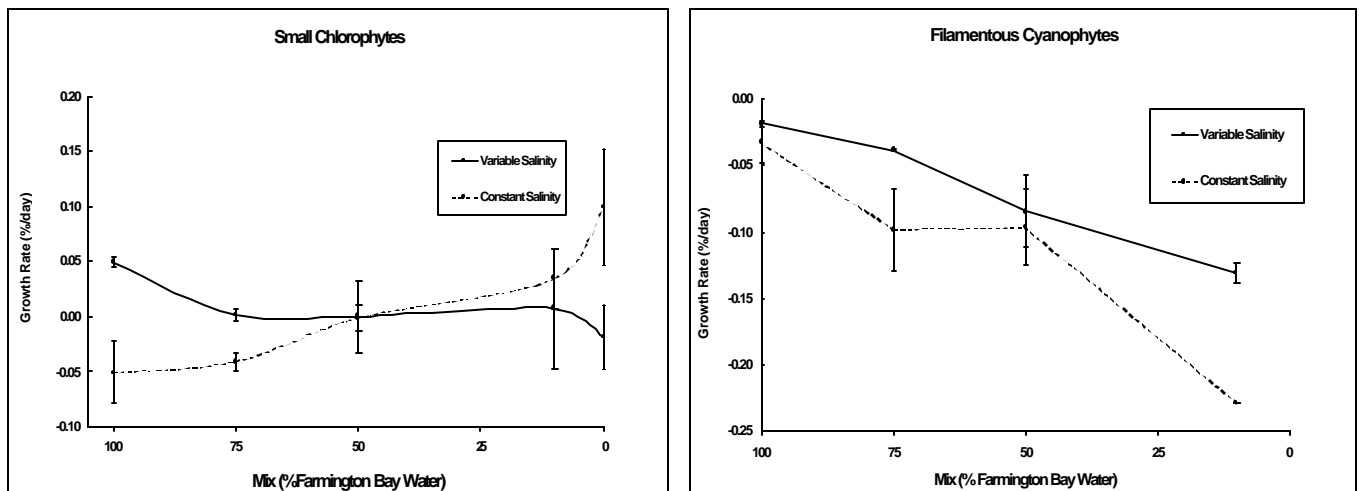 Small Chlorophytes
0.20
0.15
0.10
0.05
0.00
-0.05
-0.10
Growth Rate (%/day)
Variable Salinity
Constant Salinity
100
75
50
25
0
Mix (%Farmington Bay Water)
Filamentous Cyanophytes
0.00
-0.05
-0.10
-0.15
-0.20
-0.25
Growth Rate (%/day)
Variable Salinity
Constant Salinity
100
75
50
25
0
Mix (%Farmington Bay Water)